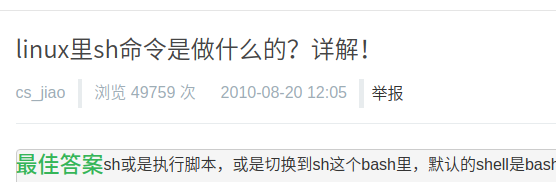 linux里sh命令是做什么的？详解！
cs_jiao 浏览 49759 次 2010-08-20 12:05 举报
最佳答案sh或是执行脚本，或是切换到sh这个bash里，默认的shell是bash